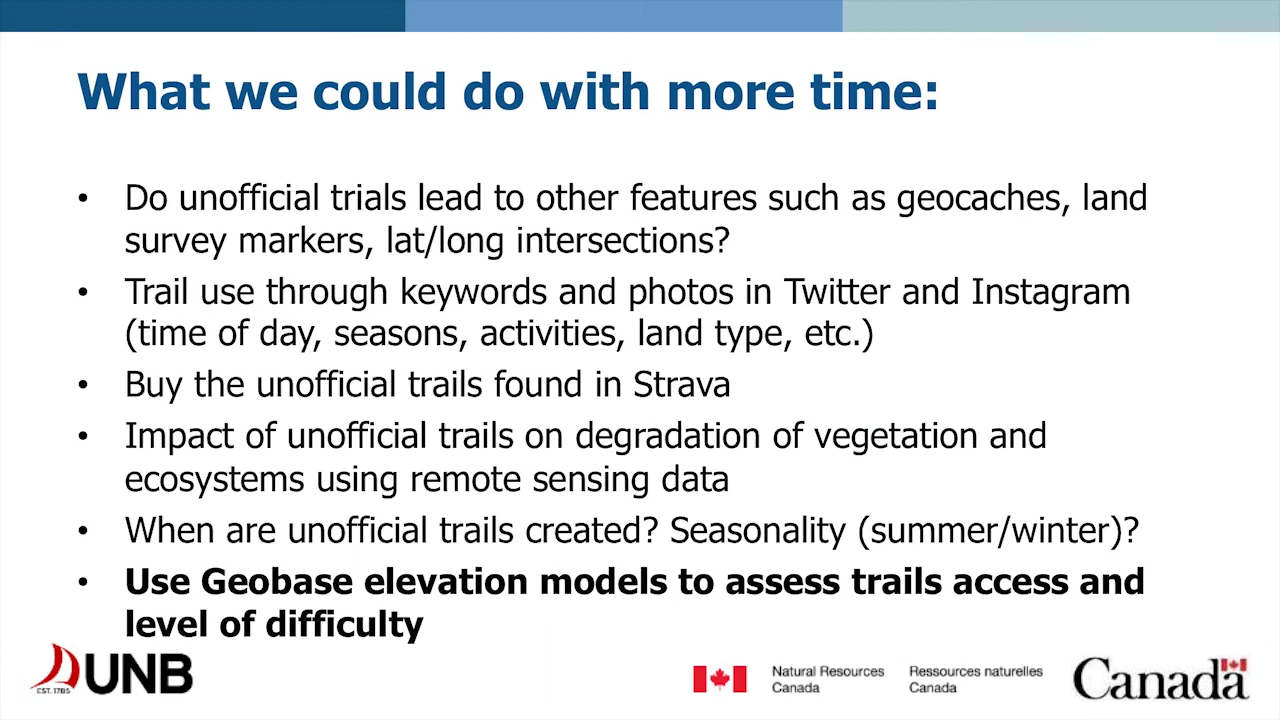 What we could do with more time:
• Do unofficial trials lead to other features such as geocaches, land
survey markers, lat/long intersections?
• Trail use through keywords and photos in Twitter and Instagram
(time of day, seasons, activities, land type, etc.)
• Buy the unofficial trails found in Strava
• Impact of unofficial trails on degradation of vegetation and
ecosystems using remote sensing data
• When are unofficial trails created? Seasonality (summer/winter)?
• Use Geobase elevation models to assess trails access and
level of difficulty
EST. 1785 UNB
Natural Resources
Canada
Ressources naturelles
Canada
Canada